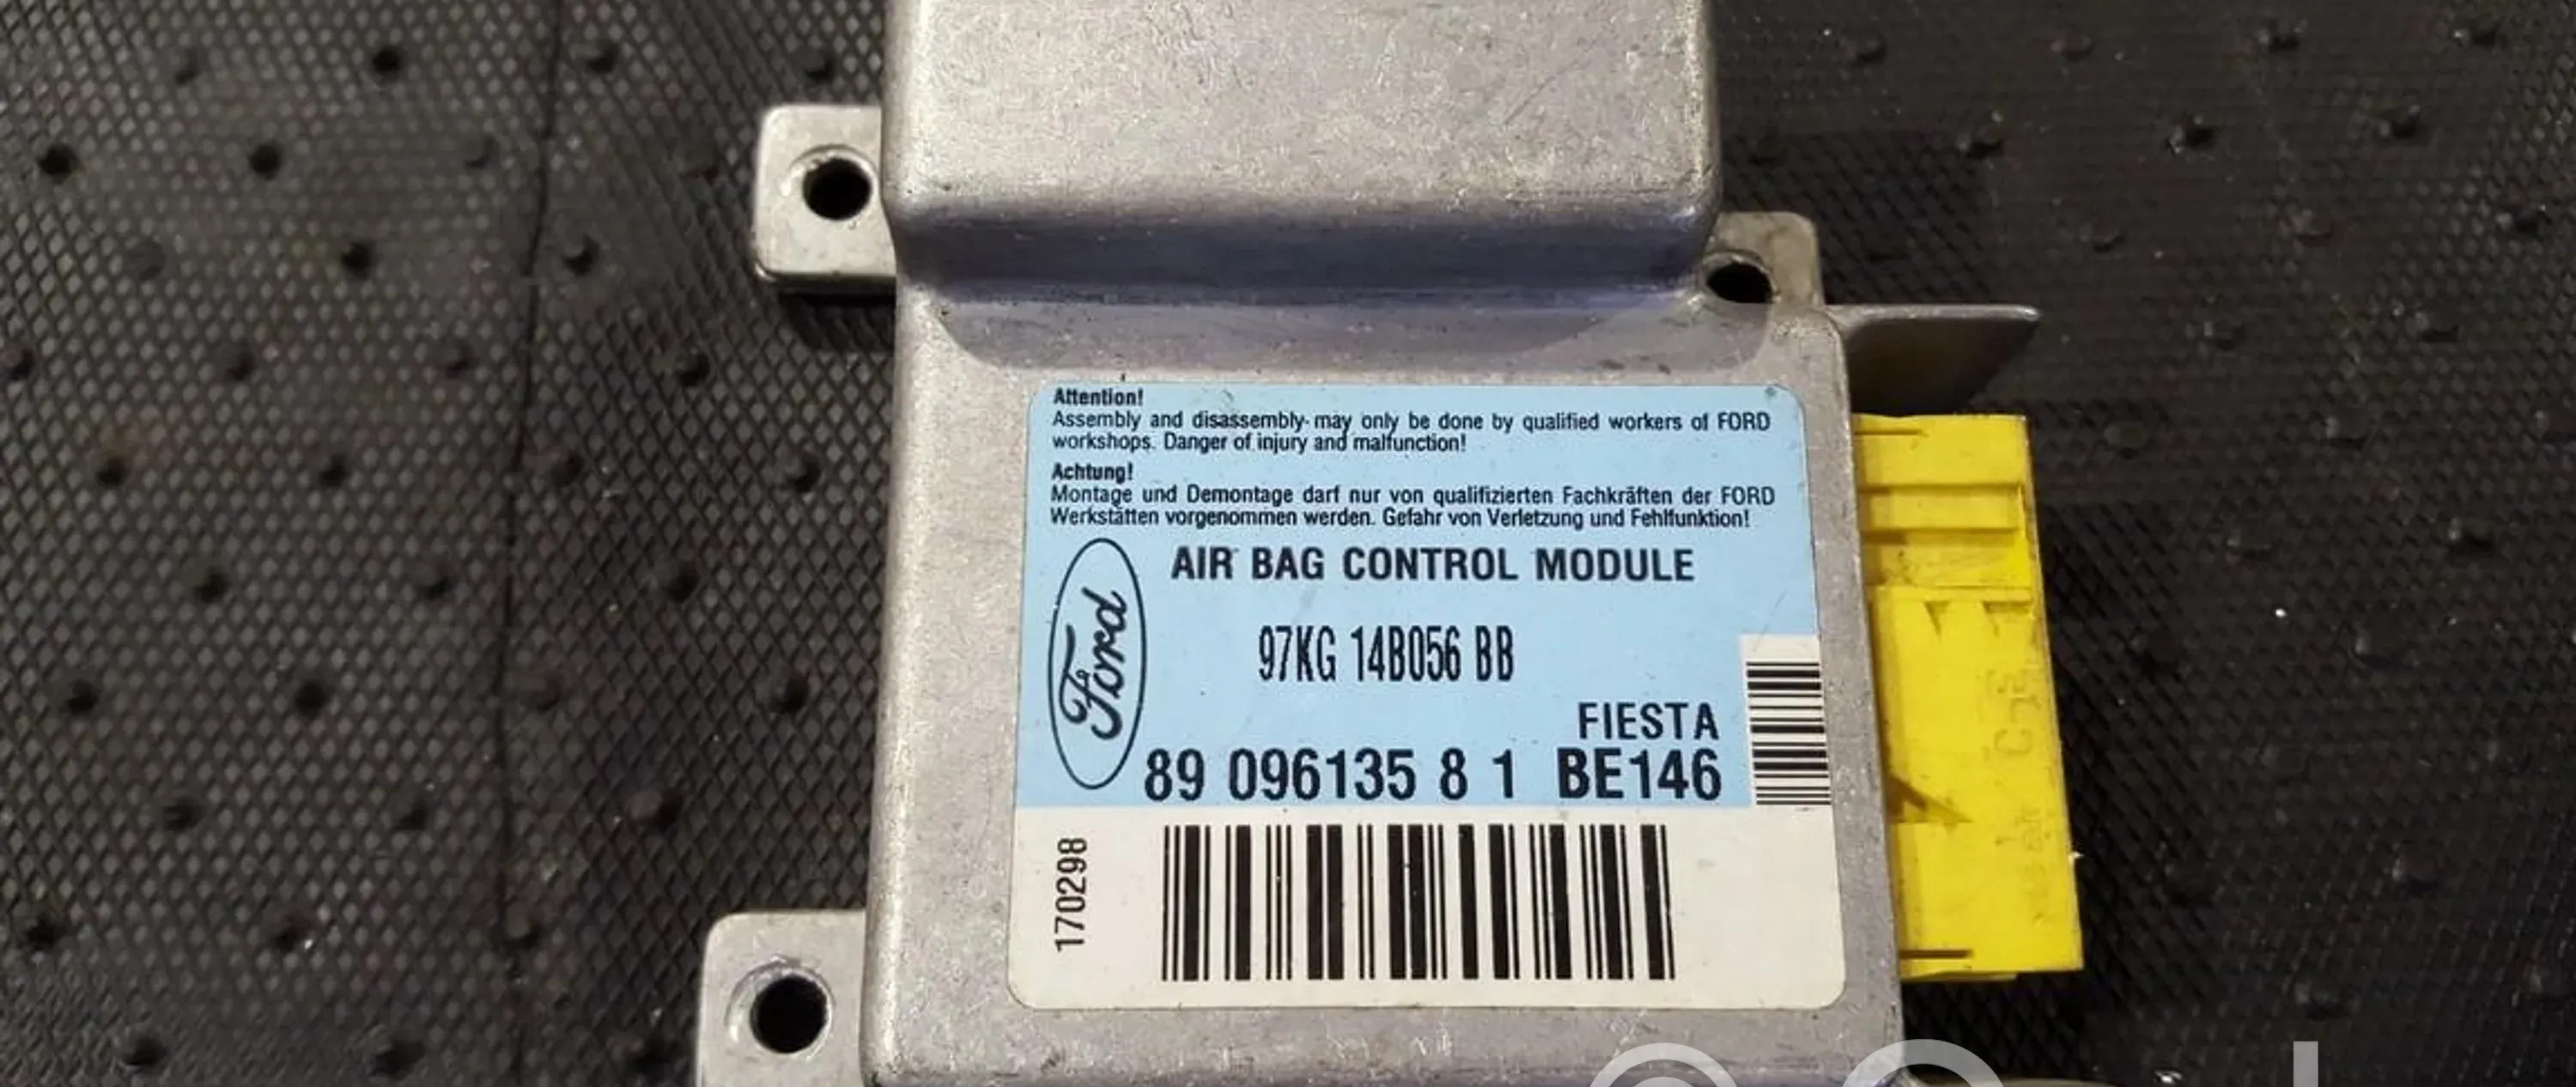 Attention!
Assembly and disassembly may only be done by qualified workers of FORD
workshops. Danger of injury and malfunction!
Achtung!
Montage und Demontage darf nur von qualifizierten Fachkräften der FORD
Werkstätten vorgenommen werden. Gefahr von Verletzung und Fehlfunktion!
AIR BAG CONTROL MODULE
Ford
97KG 14B056 BB
FIESTA
89 096135 8 1 BE146
170298